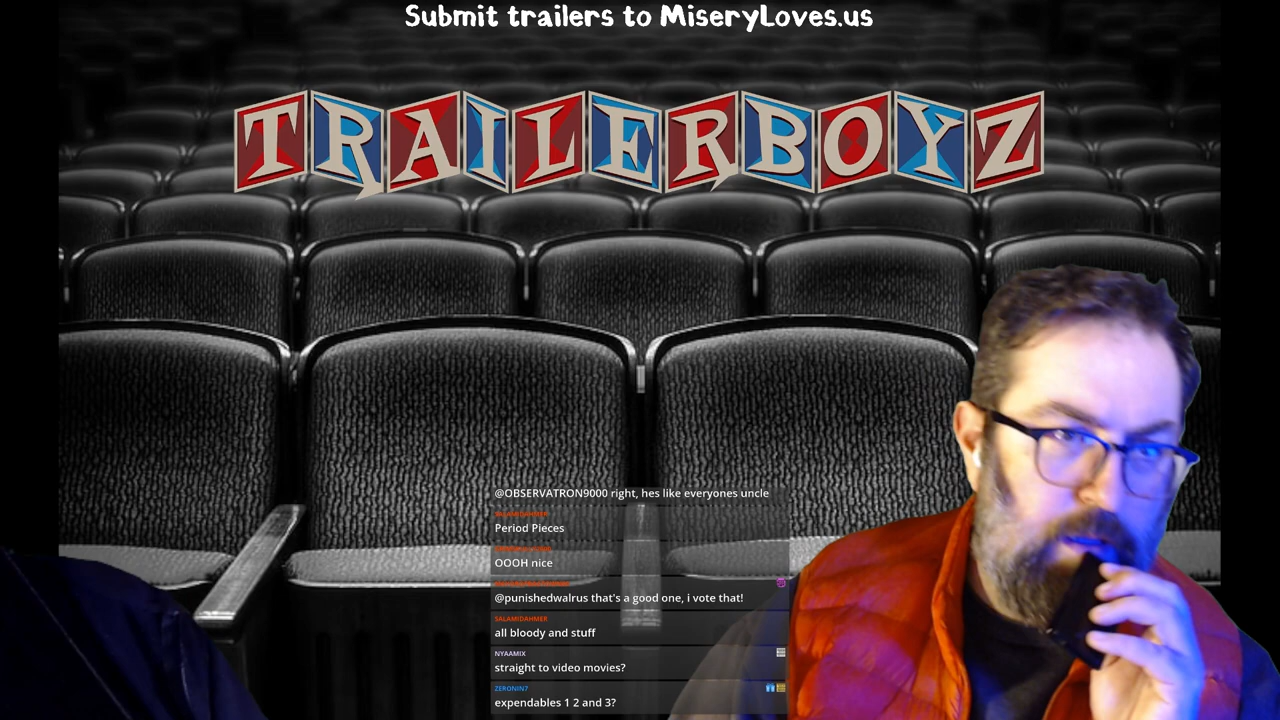 Submit trailers to MiseryLoves.us
TRAILERBOYZ
@OBSERVATRON9000 right, hes like everyones uncle
SALAMIDAHMER
Period Pieces
OOOH nice
@punishedwalrus that's a good one, i vote that!
SALAMIDAHMER
all bloody and stuff
NYAAMIX
straight to video movies?
ZERONIN7
expendables 1 2 and 3?